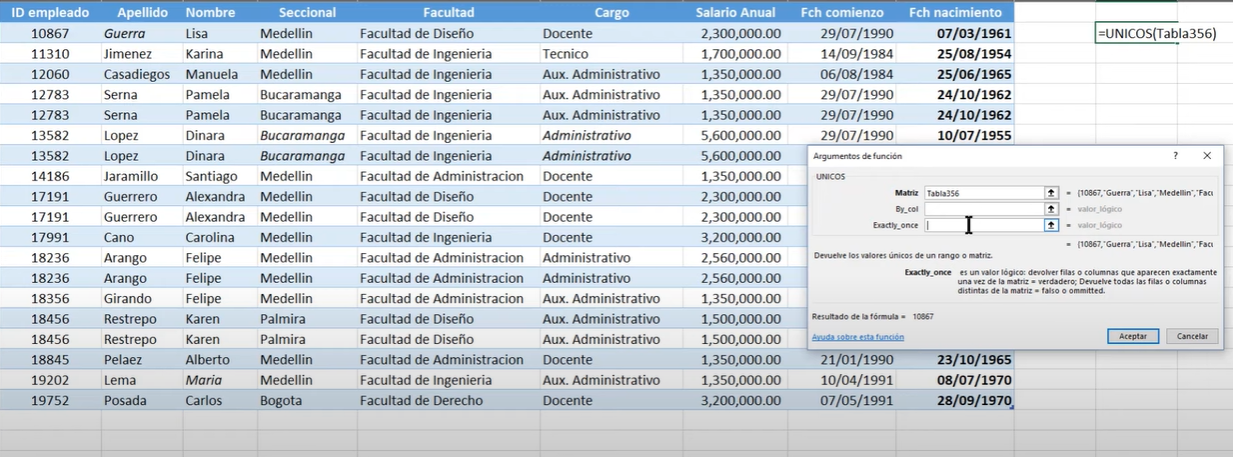 ID empleado Apellido Nombre Seccional Facultad Cargo Salario Anual Fch comienzo Fch nacimiento
10867 Guerra Lisa Medellin Facultad de Diseño Docente 2,300,000.00 29/07/1990 07/03/1961 =UNICOS(Tabla356)
11310 Jimenez Karina Medellin Facultad de Ingenieria Tecnico 1,700,000.00 14/09/1984 25/08/1954
12060 Casadiegos Manuela Medellin Facultad de Ingenieria Aux. Administrativo 1,350,000.00 06/08/1984 25/06/1965
12783 Serna Pamela Bucaramanga Facultad de Ingenieria Aux. Administrativo 1,350,000.00 29/07/1990 24/10/1962
12783 Serna Pamela Bucaramanga Facultad de Ingenieria Aux. Administrativo 1,350,000.00 29/07/1990 24/10/1962
13582 Lopez Dinara Bucaramanga Facultad de Ingenieria Administrativo 5,600,000.00 29/07/1990 10/07/1955
13582 Lopez Dinara Bucaramanga Facultad de Ingenieria Administrativo 5,600,000.00
14186 Jaramillo Santiago Medellin Facultad de Administracion Docente 1,350,000.00
17191 Guerrero Alexandra Medellin Facultad de Diseño Docente 2,300,000.00
17191 Guerrero Alexandra Medellin Facultad de Diseño Docente 2,300,000.00
17991 Cano Carolina Medellin Facultad de Ingenieria Docente 3,200,000.00
18236 Arango Felipe Medellin Facultad de Administracion Administrativo 2,560,000.00
18236 Arango Felipe Medellin Facultad de Administracion Administrativo 2,560,000.00
18356 Girando Felipe Medellin Facultad de Administracion Aux. Administrativo 1,350,000.00
18456 Restrepo Karen Palmira Facultad de Diseño Aux. Administrativo 1,500,000.00
18456 Restrepo Karen Palmira Facultad de Diseño Aux. Administrativo 1,500,000.00
18845 Pelaez Alberto Medellin Facultad de Administracion Docente 1,350,000.00 21/01/1990 23/10/1965
19202 Lema Maria Medellin Facultad de Ingenieria Aux. Administrativo 1,350,000.00 10/04/1991 08/07/1970
19752 Posada Carlos Bogota Facultad de Derecho Docente 3,200,000.00 07/05/1991 28/09/1970
Argumentos de función ? ×
UNICOS
Matriz Tabla356 = {10867,"Guerra","Lisa","Medellin","Facu
By_col = valor_lógico
Exactly_once = valor_lógico
= {10867,"Guerra","Lisa","Medellin","Facu
Devuelve los valores únicos de un rango o matriz.
Exactly_once es un valor lógico: devolver filas o columnas que aparecen exactamente
una vez de la matriz = verdadero; Devuelve todas las filas o columnas
distintas de la matriz = falso o ommitted.
Resultado de la fórmula = 10867
Ayuda sobre esta función Aceptar Cancelar